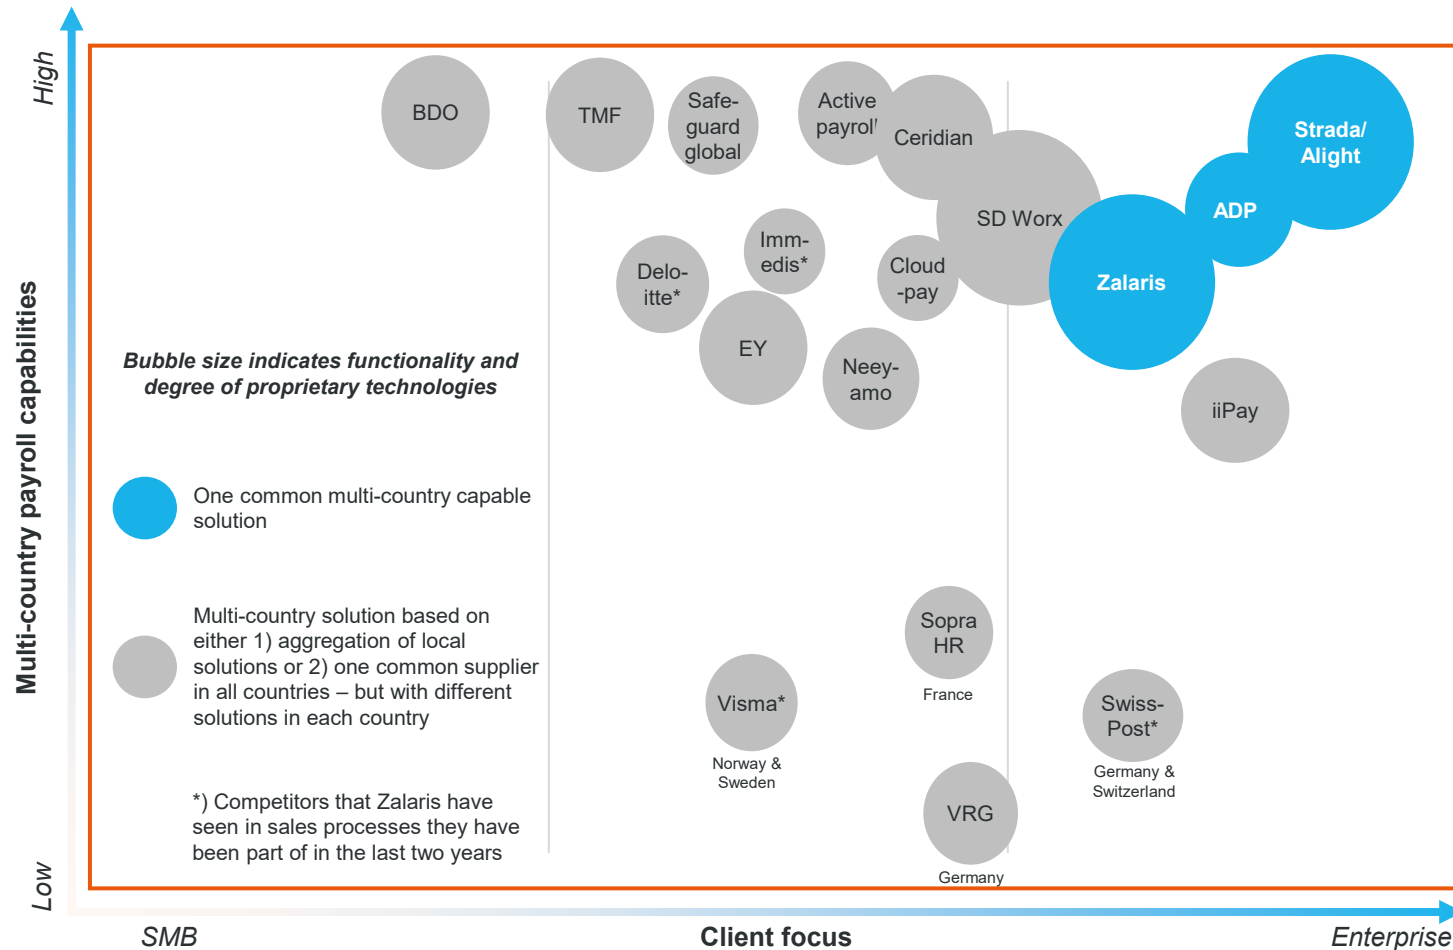 High
BDO
TMF
Safe-
guard
global
Active
payroll
Ceridian
Strada/
Alight
SD Worx
ADP
Imm-
edis*
Delo-
itte*
Cloud
-pay
Zalaris
EY
Neey-
amo
iiPay
Multi-country payroll capabilities
Bubble size indicates functionality and
degree of proprietary technologies
One common multi-country capable
solution
Multi-country solution based on
either 1) aggregation of local
solutions or 2) one common supplier
in all countries – but with different
solutions in each country
*) Competitors that Zalaris have
seen in sales processes they have
been part of in the last two years
Sopra
HR
France
Visma*
Norway &
Sweden
Swiss-
Post*
Germany &
Switzerland
VRG
Germany
Low
SMB
Client focus
Enterprise